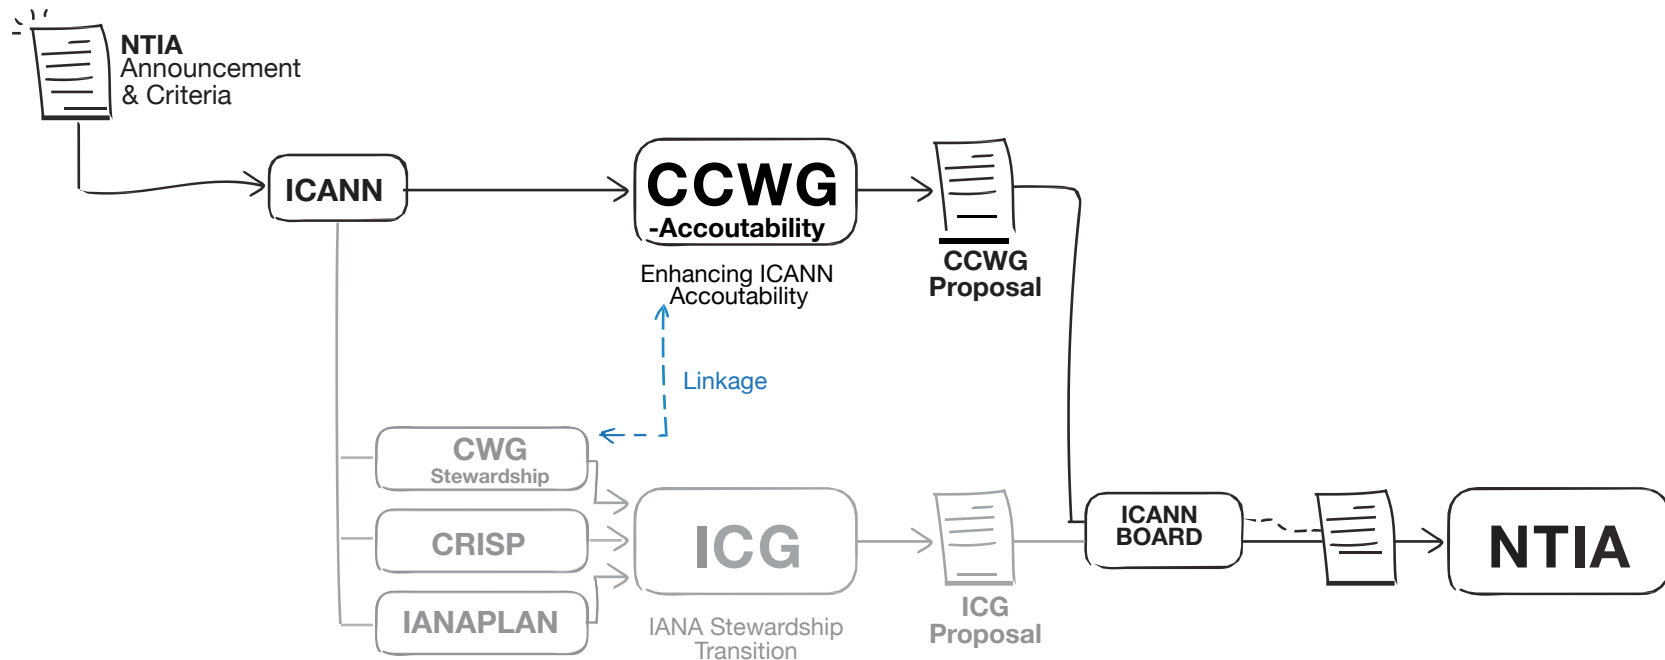 NTIA
Announcement
& Criteria
ICANN
CCWG
-Accoutability
Enhancing ICANN
Accoutability
CCWG
Proposal
Linkage
CWG
Stewardship
CRISP
IANAPLAN
ICG
IANA Stewardship
Transition
ICG
Proposal
ICANN
BOARD
NTIA